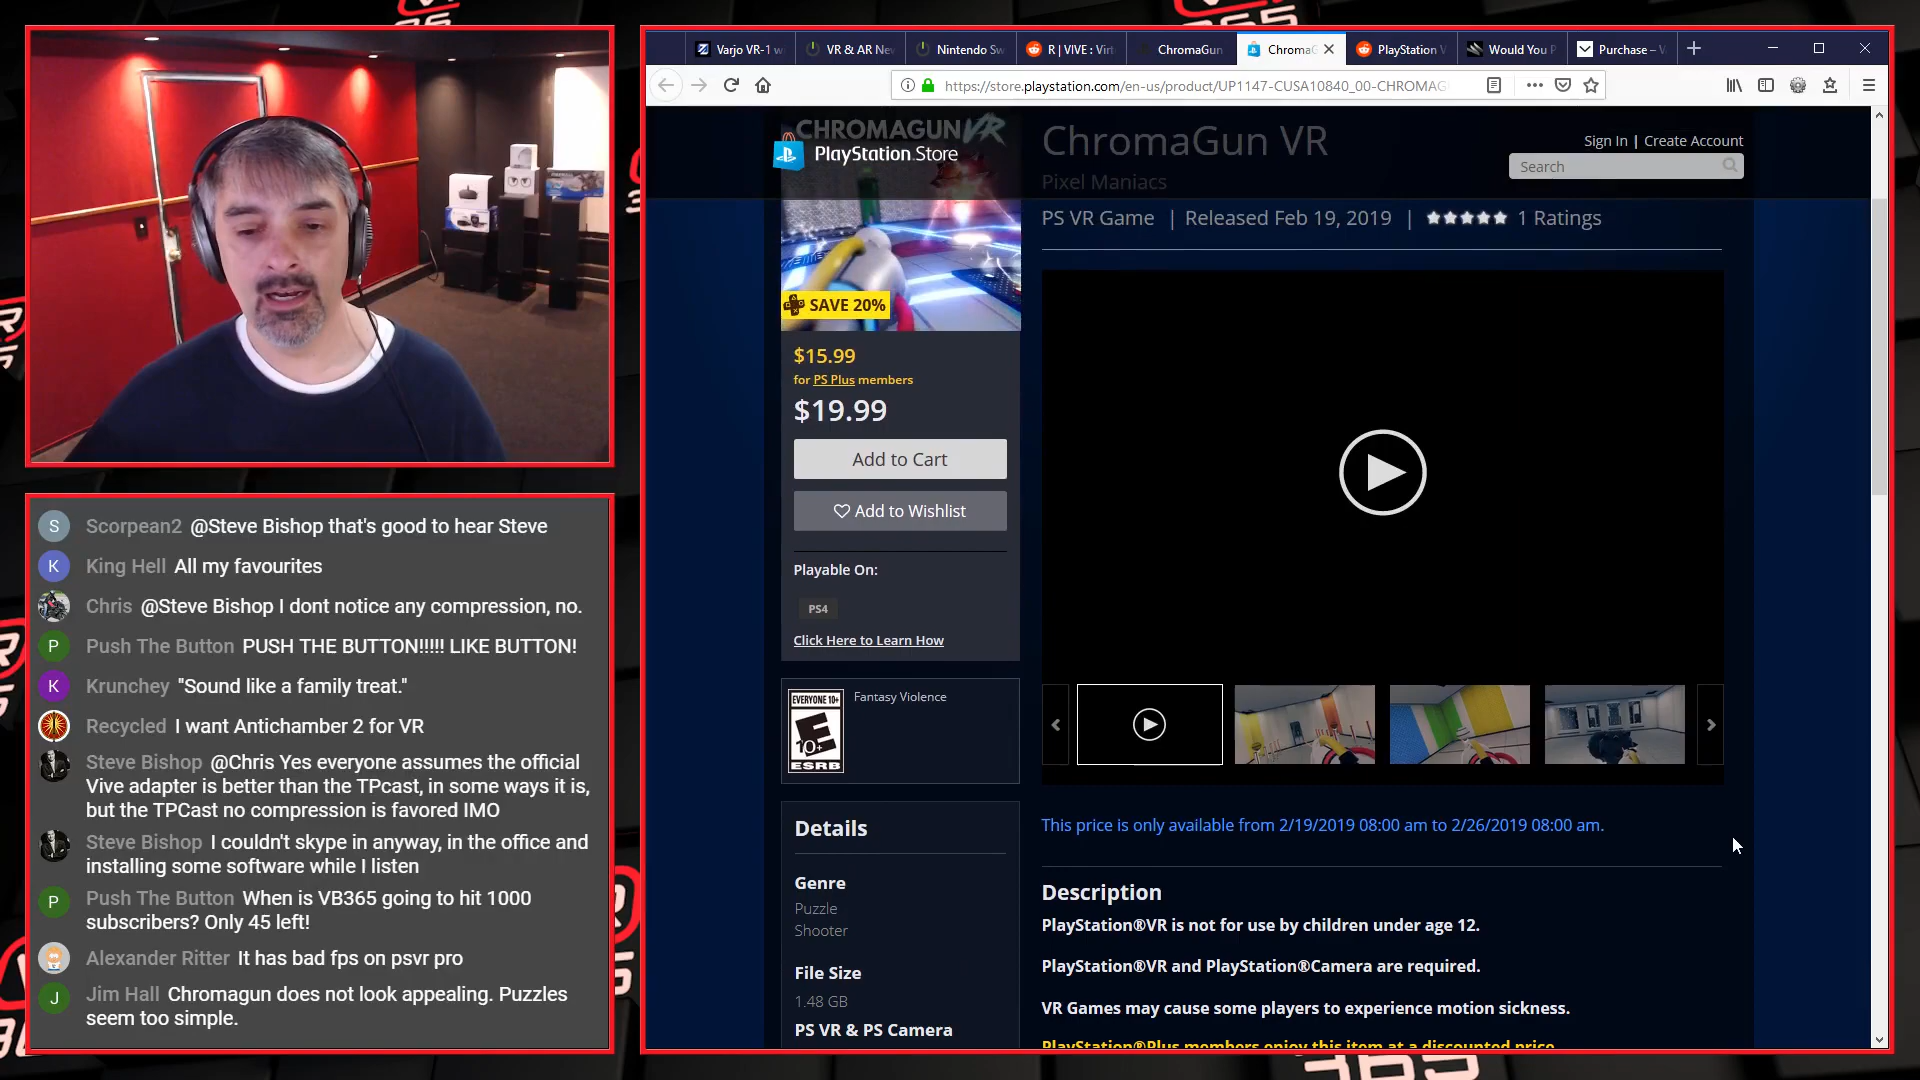 Varjo VR-1 w
VR & AR Nev
Nintendo Sw
R | VIVE : Virt
ChromaGun
ChromaG
PlayStation V
Would You P
Purchase – V
https://store.playstation.com/en-us/product/UP1147-CUSA10840_00-CHROMAG
CHROMAGUN VR
PlayStation.Store
ChromaGun VR
Sign In | Create Account
Search
Pixel Maniacs
PS VR Game | Released Feb 19, 2019 | ★★★★★ 1 Ratings
SAVE 20%
$15.99
for PS Plus members
$19.99
Add to Cart
Add to Wishlist
Playable On:
PS4
Click Here to Learn How
EVERYONE 10+
E
10+
ESRB
Fantasy Violence
Details
Genre
Puzzle
Shooter
File Size
1.48 GB
PS VR & PS Camera
This price is only available from 2/19/2019 08:00 am to 2/26/2019 08:00 am.
Description
PlayStation®VR is not for use by children under age 12.
PlayStation®VR and PlayStation®Camera are required.
VR Games may cause some players to experience motion sickness.
PlayStation®Plus members enjoy this item at a discounted price
S Scorpean2 @Steve Bishop that's good to hear Steve
K King Hell All my favourites
Chris @Steve Bishop I dont notice any compression, no.
P Push The Button PUSH THE BUTTON!!!!! LIKE BUTTON!
K Krunchey "Sound like a family treat."
Recycled I want Antichamber 2 for VR
Steve Bishop @Chris Yes everyone assumes the official
Vive adapter is better than the TPcast, in some ways it is,
but the TPCast no compression is favored IMO
Steve Bishop I couldn't skype in anyway, in the office and
installing some software while I listen
P Push The Button When is VB365 going to hit 1000
subscribers? Only 45 left!
Alexander Ritter It has bad fps on psvr pro
J Jim Hall Chromagun does not look appealing. Puzzles
seem too simple.